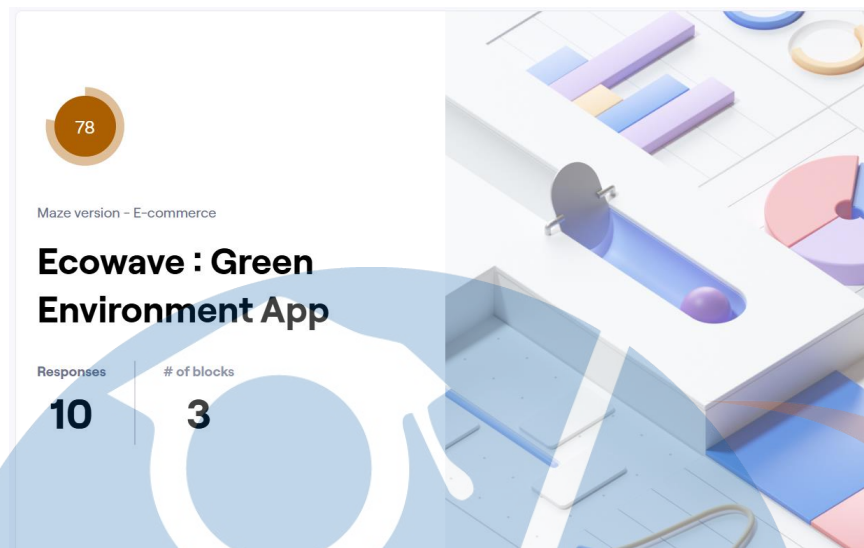 78
Maze version - E-commerce
Ecowave : Green
Environment App
Responses
# of blocks
10
3